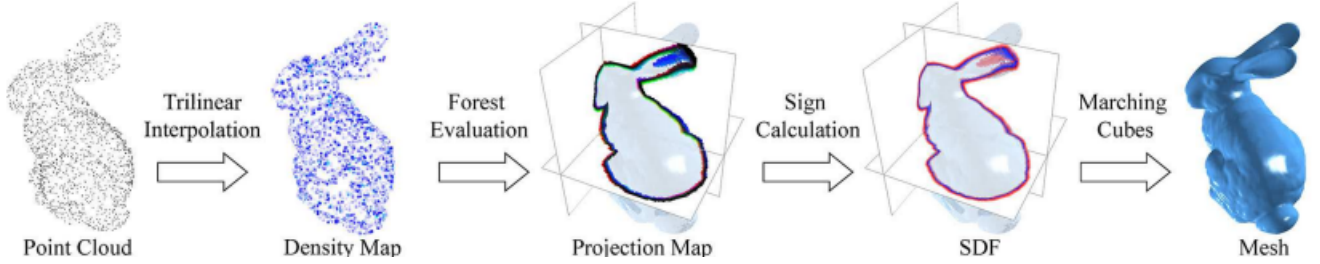 Trilinear
Interpolation
Forest
Evaluation
Sign
Calculation
Marching
Cubes
Point Cloud
Density Map
Projection Map
SDF
Mesh